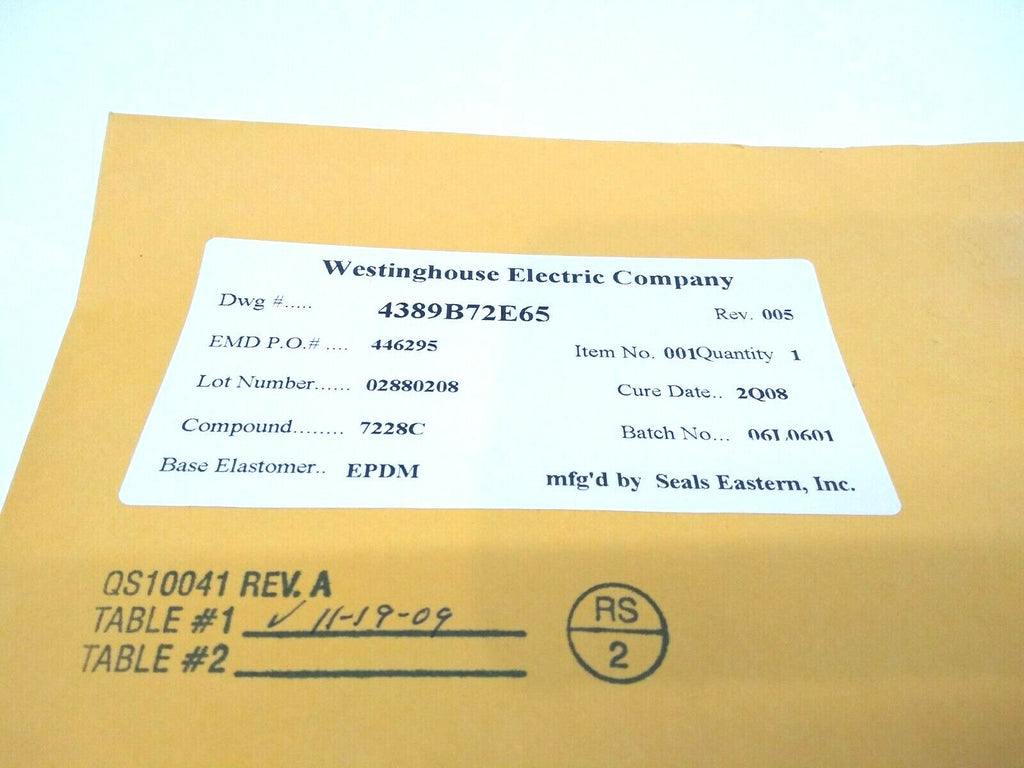 Westinghouse Electric Company
Dwg #..... 4389B72E65 Rev. 005
EMD P.O.# .... 446295 Item No. 001Quantity 1
Lot Number...... 02880208 Cure Date.. 2Q08
Compound........ 7228C Batch No... 06L0601
Base Elastomer.. EPDM mfg'd by Seals Eastern, Inc.
QS10041 REV. A
TABLE #1 ✓ 11-19-09
TABLE #2
RS
2